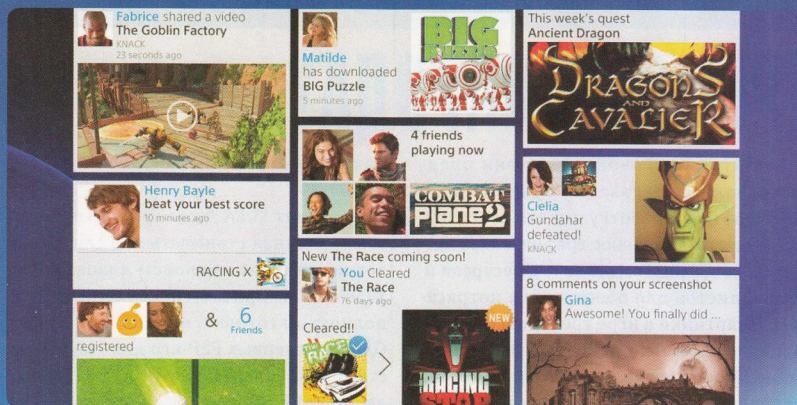 Fabrice shared a video
The Goblin Factory
KNACK
23 seconds ago
Henry Bayle
beat your best score
10 minutes ago
RACING X
& 6
Friends
registered
Matilde
has downloaded
BIG Puzzle
5 minutes ago
BIG
PUZZLE
4 friends
playing now
COMBAT
PLANE 2
New The Race coming soon!
You Cleared
The Race
76 days ago
Cleared!!
THE
RACE
NEW
RACING
STAR
This week's quest
Ancient Dragon
DRAGONS
AND
CAVALIER
Clelia
Gundahar
defeated!
KNACK
8 comments on your screenshot
Gina
Awesome! You finally did ...